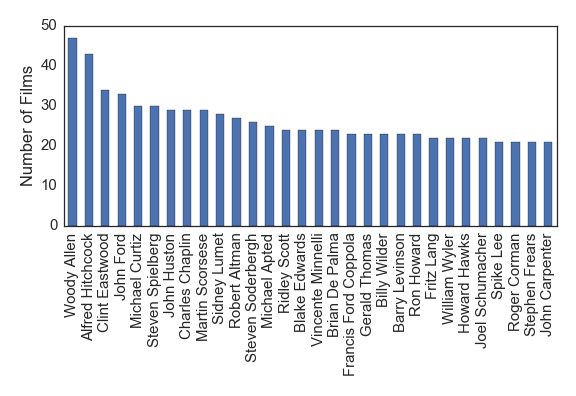 50
40
30
20
10
0
Number of Films
Woody Allen
Alfred Hitchcock
Clint Eastwood
John Ford
Michael Curtiz
Steven Spielberg
John Huston
Charles Chaplin
Martin Scorsese
Sidney Lumet
Robert Altman
Steven Soderbergh
Michael Apted
Ridley Scott
Blake Edwards
Vincente Minnelli
Brian De Palma
Francis Ford Coppola
Gerald Thomas
Billy Wilder
Barry Levinson
Ron Howard
Fritz Lang
William Wyler
Howard Hawks
Joel Schumacher
Spike Lee
Roger Corman
Stephen Frears
John Carpenter